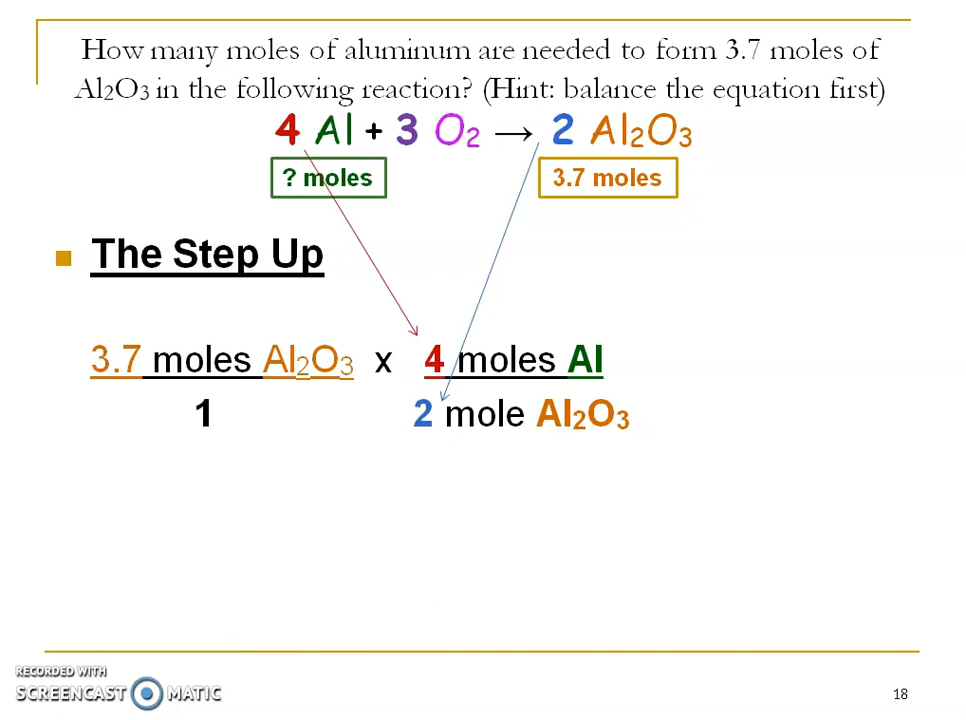 How many moles of aluminum are needed to form 3.7 moles of
Al₂O₃ in the following reaction? (Hint: balance the equation first)
4 Al + 3 O₂ → 2 Al₂O₃
? moles 3.7 moles
The Step Up
3.7 moles Al₂O₃ x 4 moles Al
1 2 mole Al₂O₃
RECORDED WITH
SCREENCAST MATIC
18